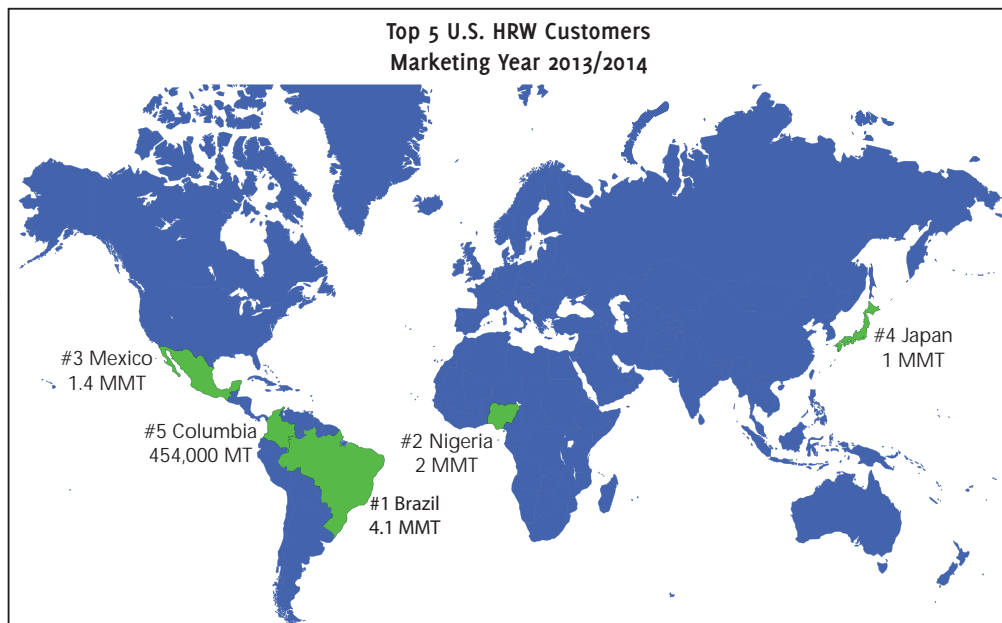 Top 5 U.S. HRW Customers
Marketing Year 2013/2014
#3 Mexico
1.4 MMT
#5 Columbia
454,000 MT
#1 Brazil
4.1 MMT
#2 Nigeria
2 MMT
#4 Japan
1 MMT